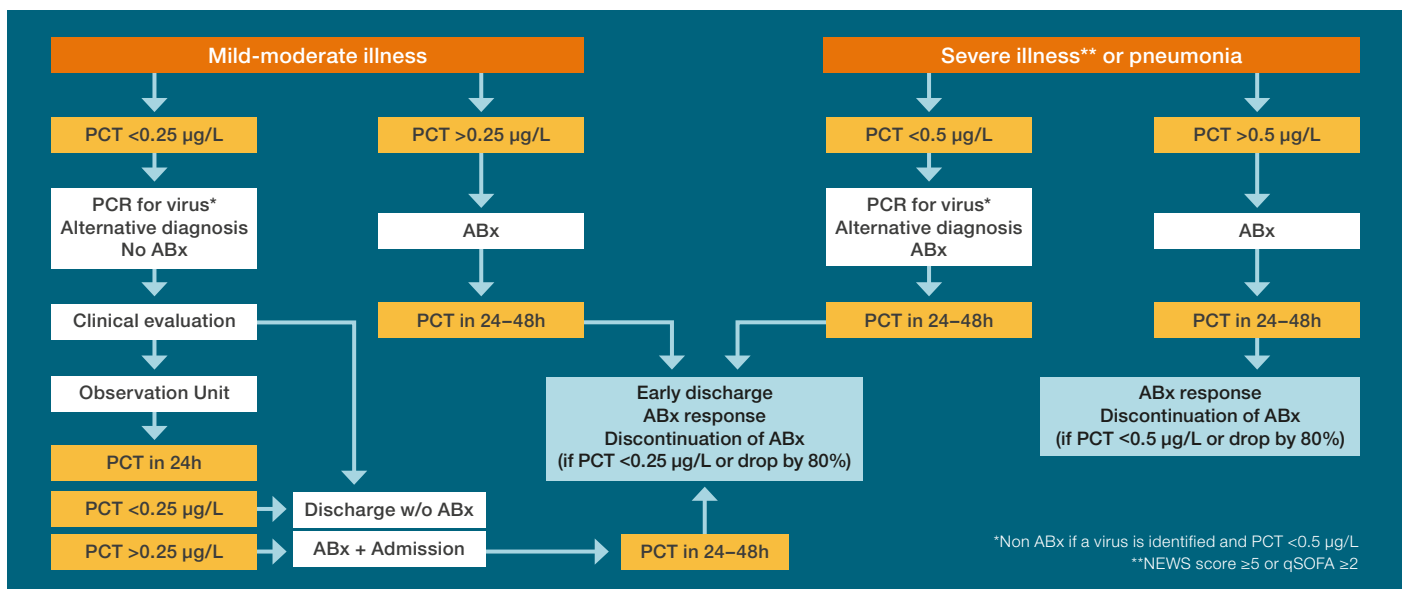 Mild-moderate illness
Severe illness** or pneumonia
PCT <0.25 µg/L
PCT >0.25 µg/L
PCT <0.5 µg/L
PCT >0.5 µg/L
PCR for virus*
Alternative diagnosis
No ABx
ABx
PCR for virus*
Alternative diagnosis
ABx
ABx
Clinical evaluation
PCT in 24–48h
PCT in 24–48h
PCT in 24–48h
Observation Unit
Early discharge
ABx response
Discontinuation of ABx
(if PCT <0.25 µg/L or drop by 80%)
ABx response
Discontinuation of ABx
(if PCT <0.5 µg/L or drop by 80%)
PCT in 24h
PCT <0.25 µg/L
Discharge w/o ABx
PCT >0.25 µg/L
ABx + Admission
PCT in 24–48h
*Non ABx if a virus is identified and PCT <0.5 µg/L
**NEWS score ≥5 or qSOFA ≥2